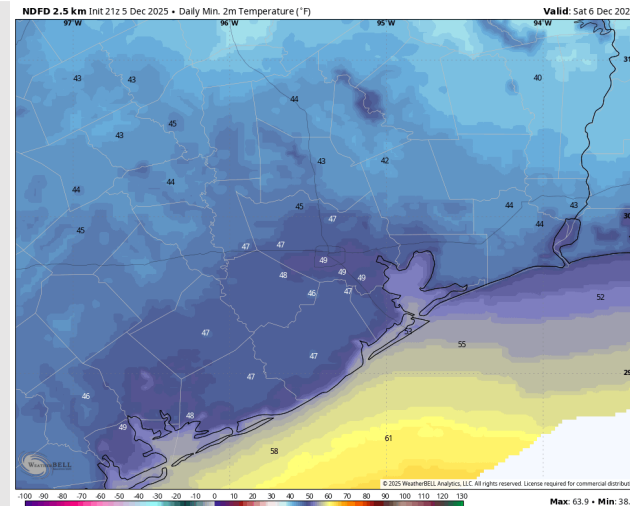 NDFD 2.5 km Init 21z 5 Dec 2025 • Daily Min. 2m Temperature (°F)
Valid: Sat 6 Dec 202
97°W 96°W 95°W 94°W
31
43 43 40
44
45
43
43 42
44
44
45 44 43
47 44 30
45
47 47
49
48 49 49
46 47 52
47 53
55
47 29
47
46
48
49
61
58
WeatherBELL
© 2025 WeatherBELL Analytics, LLC. All rights reserved. License required for commercial distribut
-100 -90 -80 -70 -60 -50 -40 -30 -20 -10 0 10 20 30 40 50 60 70 80 90 100 110 120 130
Max: 63.9 • Min: 38.